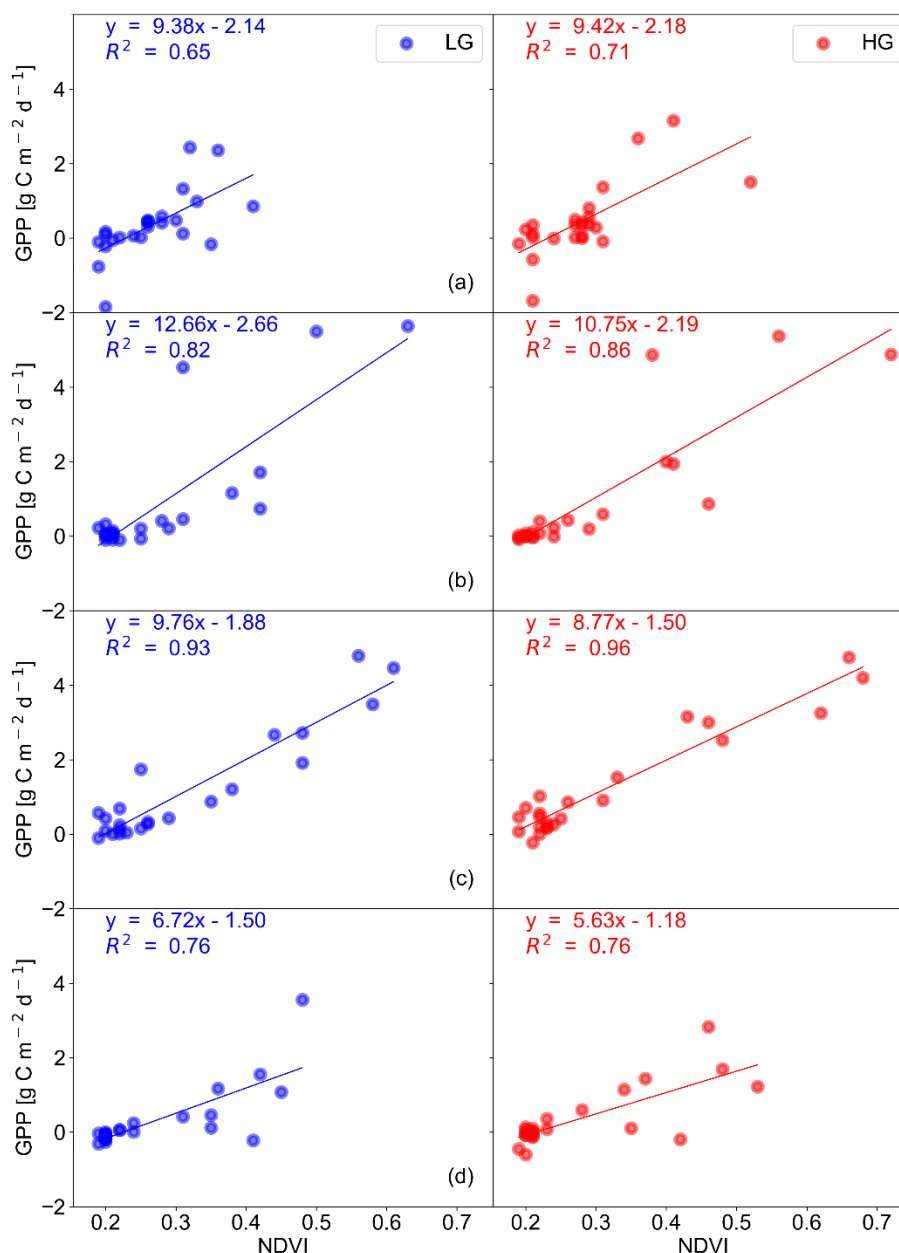 y = 9.38x - 2.14
R² = 0.65
LG
y = 9.42x - 2.18
R² = 0.71
HG
4
2
0
−2
GPP [g C m⁻² d⁻¹]
(a)
y = 12.66x - 2.66
R² = 0.82
y = 10.75x - 2.19
R² = 0.86
4
2
0
−2
GPP [g C m⁻² d⁻¹]
(b)
y = 9.76x - 1.88
R² = 0.93
y = 8.77x - 1.50
R² = 0.96
4
2
0
−2
GPP [g C m⁻² d⁻¹]
(c)
y = 6.72x - 1.50
R² = 0.76
y = 5.63x - 1.18
R² = 0.76
4
2
0
−2
GPP [g C m⁻² d⁻¹]
(d)
0.2 0.3 0.4 0.5 0.6 0.7
0.2 0.3 0.4 0.5 0.6 0.7
NDVI
NDVI